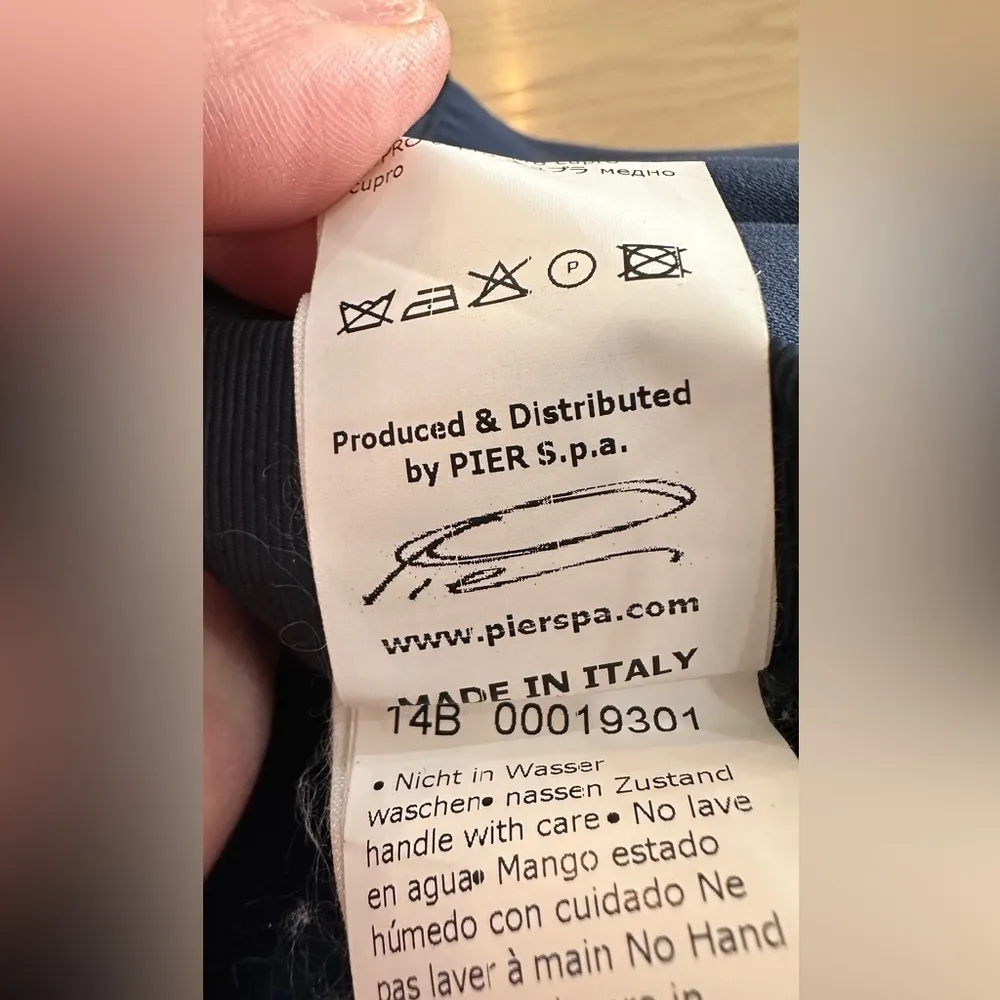 cupro
медно
Produced & Distributed
by PIER S.p.a.
Pier
www.pierspa.com
MADE IN ITALY
14B 00019301
• Nicht in Wasser
waschen• nassen Zustand
handle with care• No lave
en agua• Mango estado
húmedo con cuidado Ne
pas laver à main No Hand